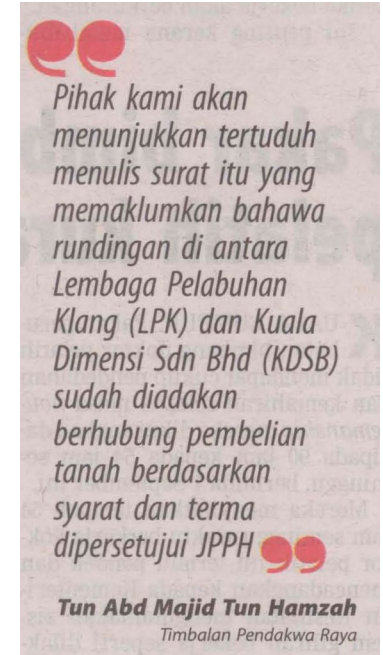 Pihak kami akan
menunjukkan tertuduh
menulis surat itu yang
memaklumkan bahawa
rundingan di antara
Lembaga Pelabuhan
Klang (LPK) dan Kuala
Dimensi Sdn Bhd (KDSB)
sudah diadakan
berhubung pembelian
tanah berdasarkan
syarat dan terma
dipersetujui JPPH
Tun Abd Majid Tun Hamzah
Timbalan Pendakwa Raya